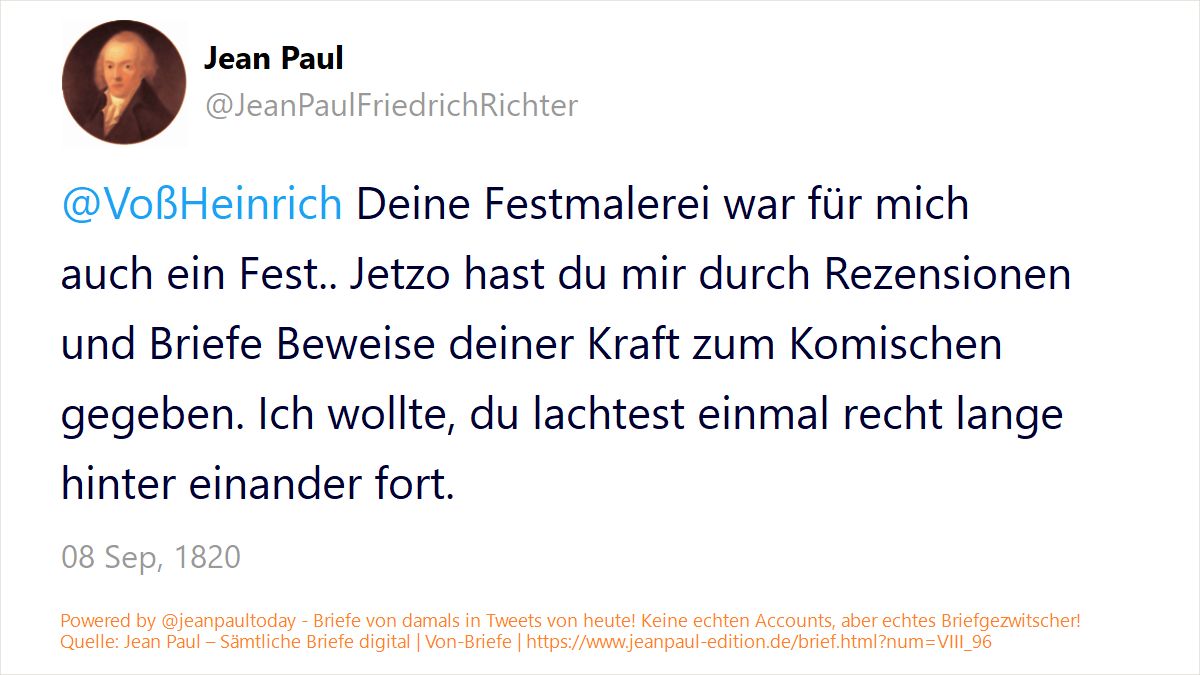 Jean Paul
@JeanPaulFriedrichRichter
@VoßHeinrich Deine Festmalerei war für mich
auch ein Fest.. Jetzo hast du mir durch Rezensionen
und Briefe Beweise deiner Kraft zum Komischen
gegeben. Ich wollte, du lachtest einmal recht lange
hinter einander fort.
08 Sep, 1820
Powered by @jeanpaultoday - Briefe von damals in Tweets von heute! Keine echten Accounts, aber echtes Briefgezwitscher!
Quelle: Jean Paul – Sämtliche Briefe digital | Von-Briefe | https://www.jeanpaul-edition.de/brief.html?num=VIII_96